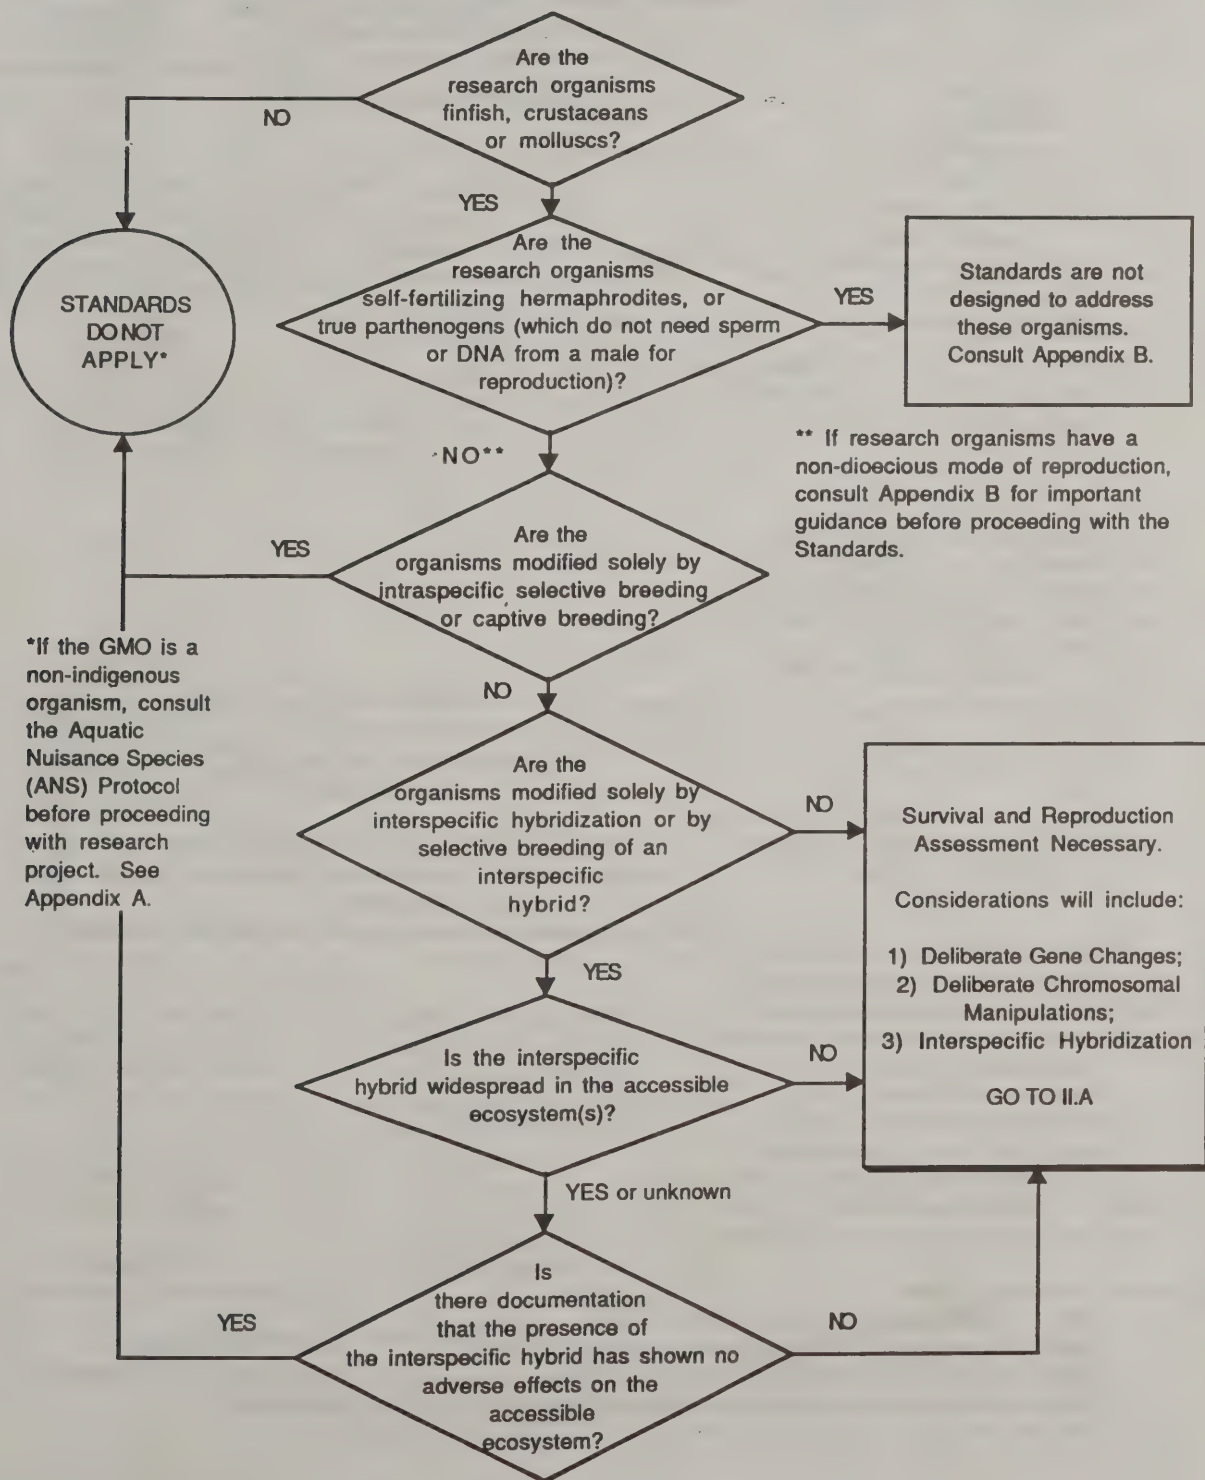 Are the
research organisms
finfish, crustaceans
or molluscs?
NO
YES
STANDARDS
DO NOT
APPLY*
Are the
research organisms
self-fertilizing hermaphrodites, or
true parthenogens (which do not need sperm
or DNA from a male for
reproduction)?
YES
Standards are not
designed to address
these organisms.
Consult Appendix B.
NO**
** If research organisms have a
non-dioecious mode of reproduction,
consult Appendix B for important
guidance before proceeding with the
Standards.
Are the
organisms modified solely by
intraspecific selective breeding
or captive breeding?
YES
NO
*If the GMO is a
non-indigenous
organism, consult
the Aquatic
Nuisance Species
(ANS) Protocol
before proceeding
with research
project. See
Appendix A.
Are the
organisms modified solely by
interspecific hybridization or by
selective breeding of an
interspecific
hybrid?
NO
YES
Survival and Reproduction
Assessment Necessary.
Considerations will include:
1) Deliberate Gene Changes;
2) Deliberate Chromosomal
Manipulations;
3) Interspecific Hybridization
GO TO II.A
Is the interspecific
hybrid widespread in the accessible
ecosystem(s)?
NO
YES or unknown
Is
there documentation
that the presence of
the interspecific hybrid has shown no
adverse effects on the
accessible
ecosystem?
YES
NO